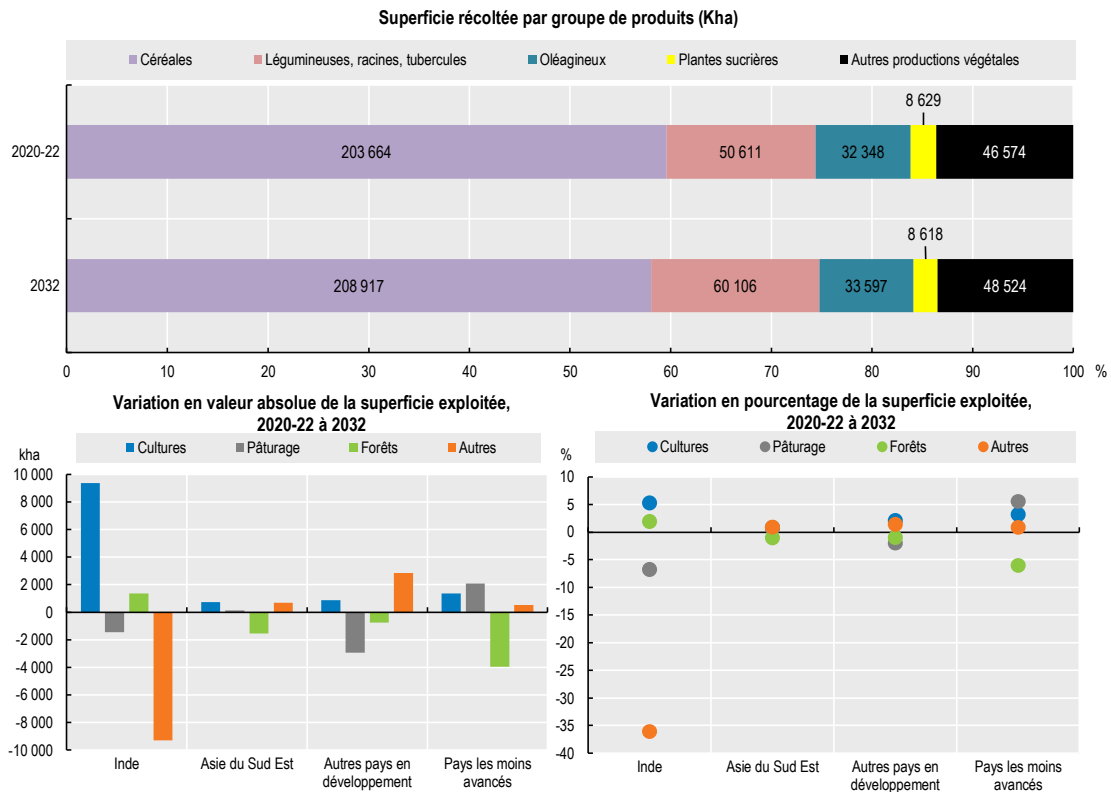 Superficie récoltée par groupe de produits (Kha)
Céréales Légumineuses, racines, tubercules Oléagineux Plantes sucrières Autres productions végétales
8 629
2020-22 203 664 50 611 32 348 46 574
8 618
2032 208 917 60 106 33 597 48 524
0 10 20 30 40 50 60 70 80 90 100 %
Variation en valeur absolue de la superficie exploitée,
2020-22 à 2032
Cultures Pâturage Forêts Autres
kha
10 000
8 000
6 000
4 000
2 000
0
-2 000
-4 000
-6 000
-8 000
-10 000
Inde Asie du Sud Est Autres pays en Pays les moins
développement avancés
Variation en pourcentage de la superficie exploitée,
2020-22 à 2032
Cultures Pâturage Forêts Autres
%
10
5
0
-5
-10
-15
-20
-25
-30
-35
-40
Inde Asie du Sud Est Autres pays en Pays les moins
développement avancés